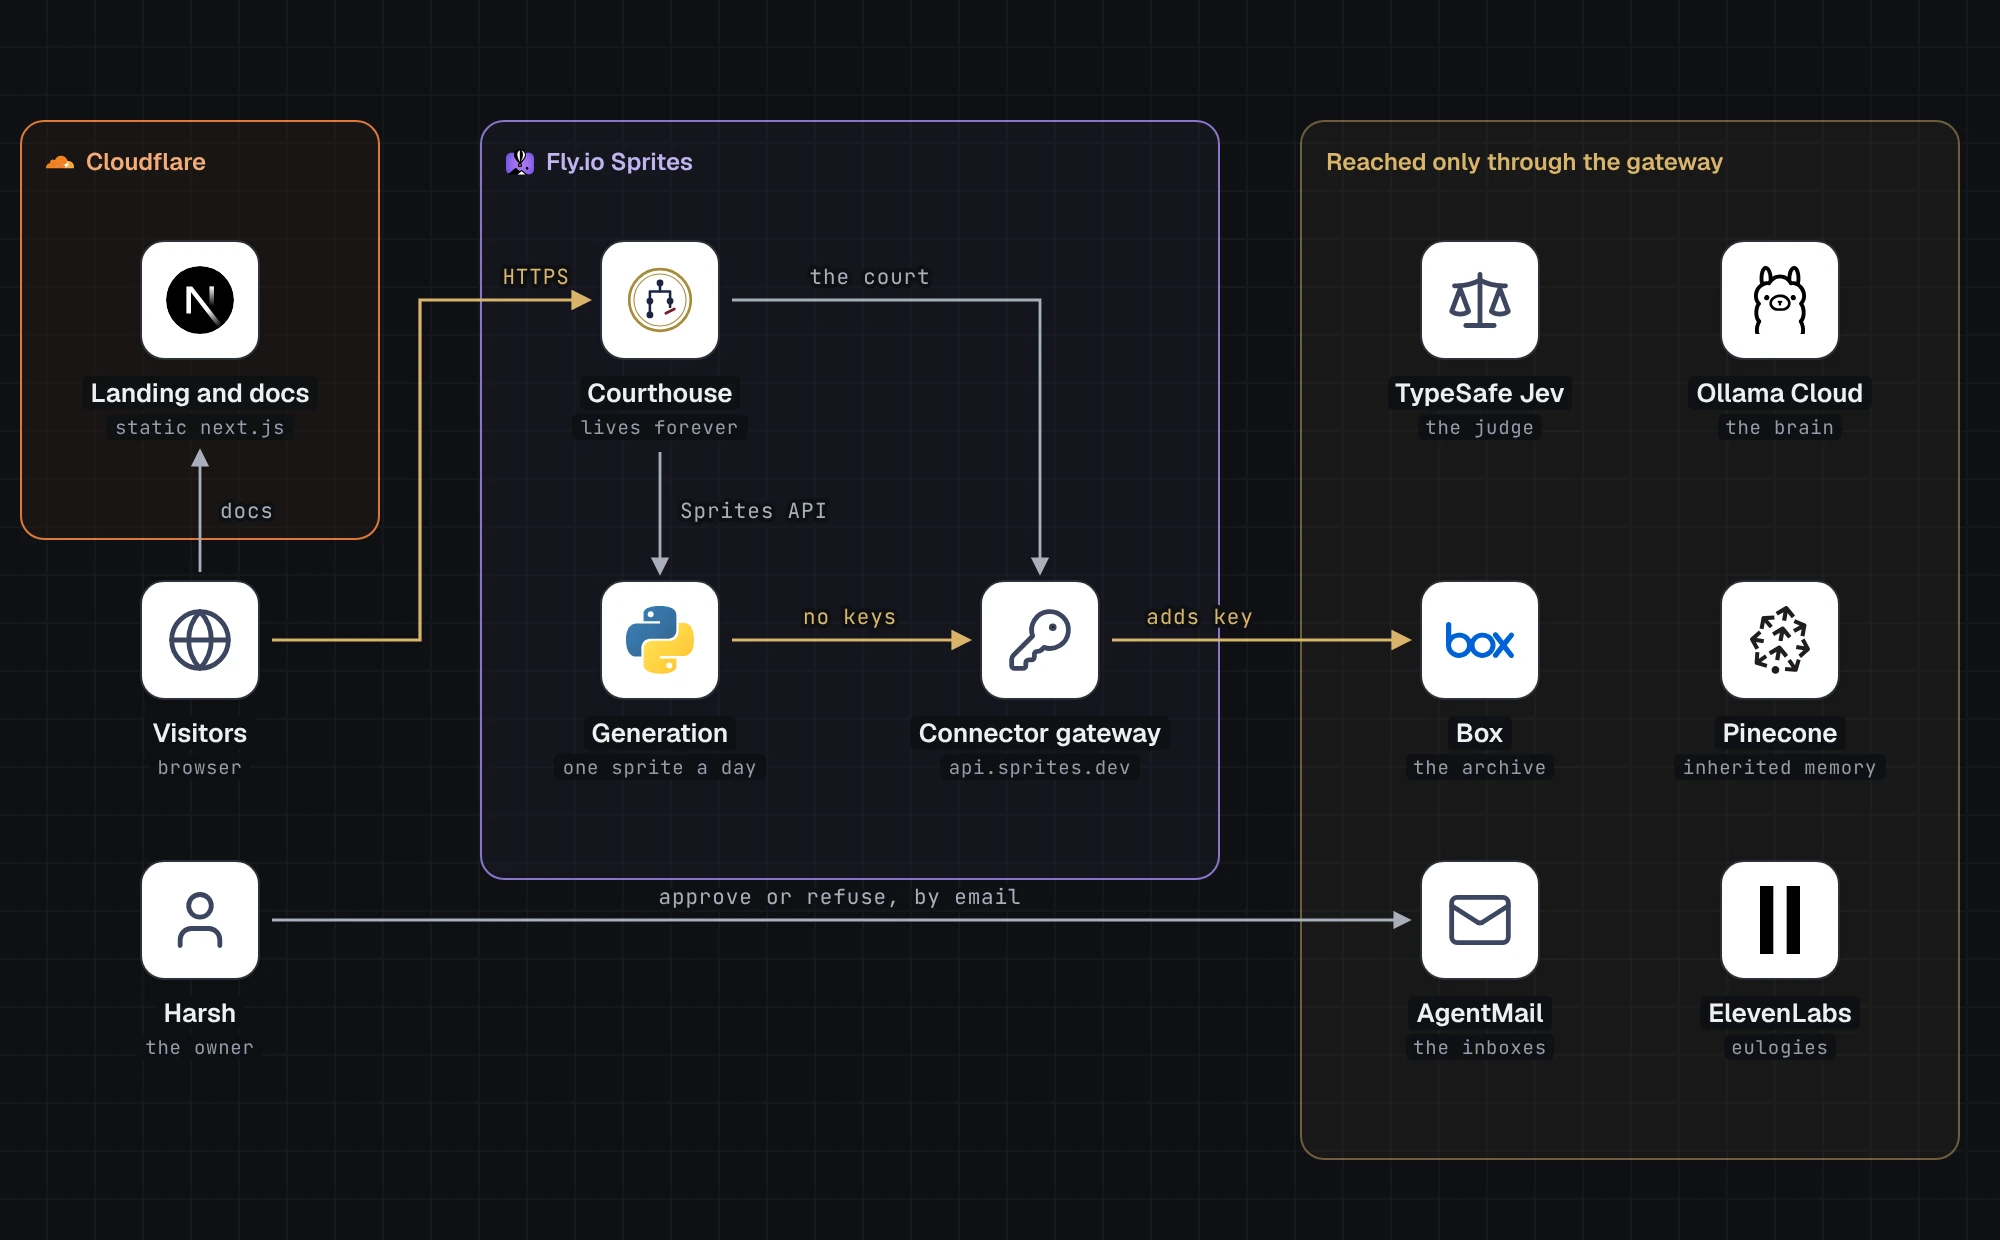 Cloudflare
Fly.io Sprites
Reached only through the gateway
HTTPS
the court
Landing and docs
static next.js
Courthouse
lives forever
TypeSafe Jev
the judge
Ollama Cloud
the brain
docs
Sprites API
no keys
adds key
box
Visitors
browser
Generation
one sprite a day
Connector gateway
api.sprites.dev
Box
the archive
Pinecone
inherited memory
approve or refuse, by email
Harsh
the owner
AgentMail
the inboxes
ElevenLabs
eulogies